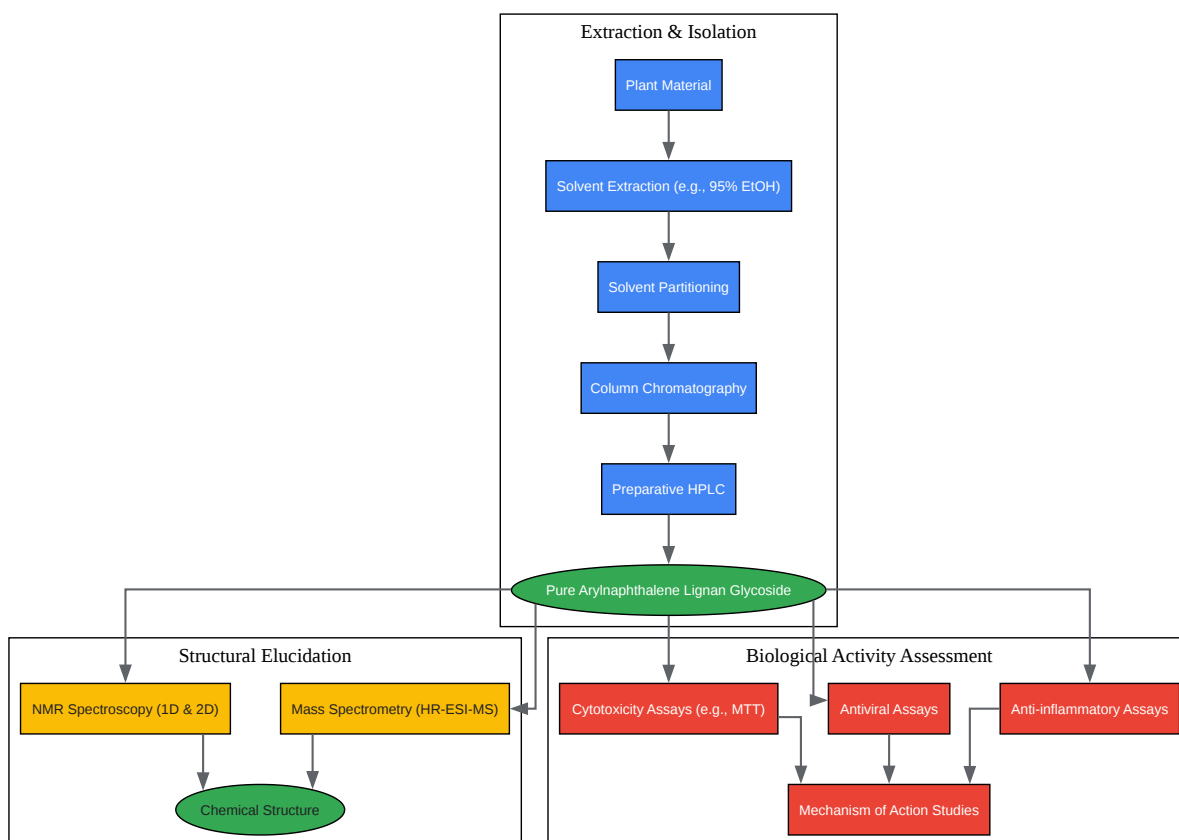 Extraction & Isolation
Plant Material
Solvent Extraction (e.g., 95% EtOH)
Solvent Partitioning
Column Chromatography
Preparative HPLC
Pure Arylnaphthalene Lignan Glycoside
Structural Elucidation
NMR Spectroscopy (1D & 2D)
Mass Spectrometry (HR-ESI-MS)
Chemical Structure
Biological Activity Assessment
Cytotoxicity Assays (e.g., MTT)
Antiviral Assays
Anti-inflammatory Assays
Mechanism of Action Studies